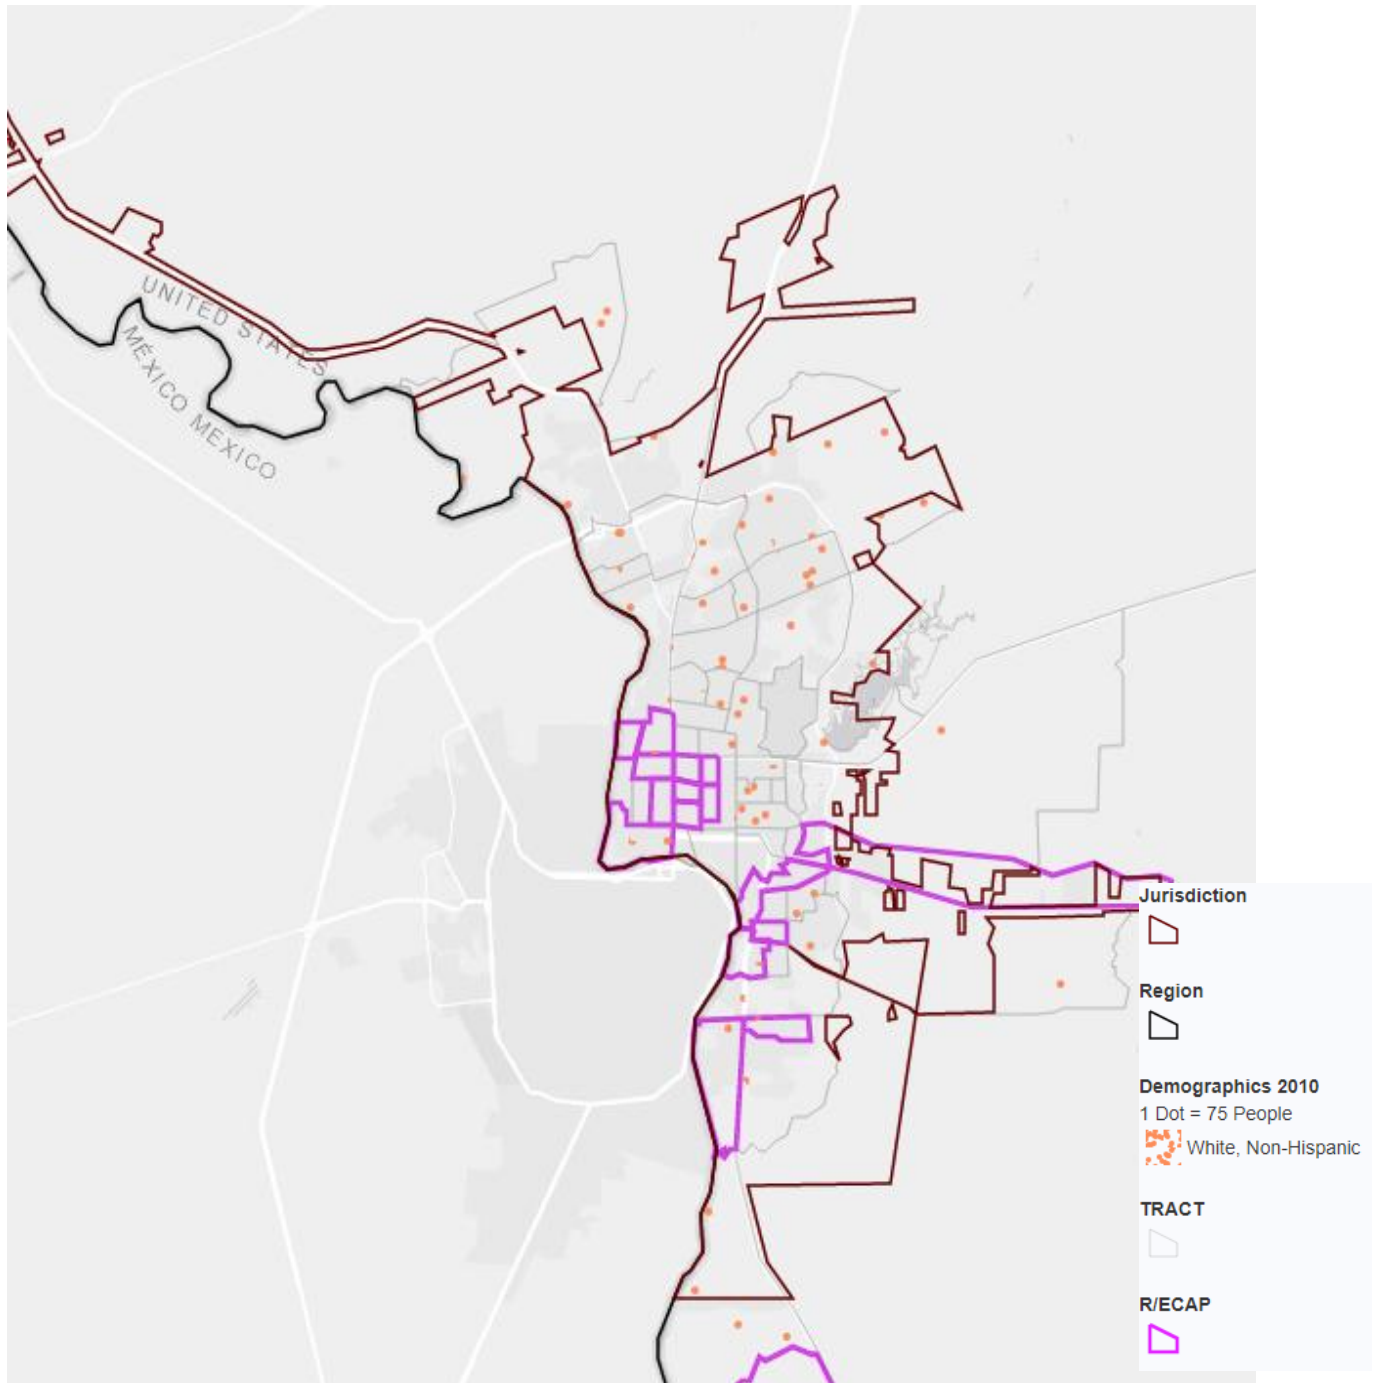 UNITED STATES
MÉXICO MEXICO
Jurisdiction
Region
Demographics 2010
1 Dot = 75 People
White, Non-Hispanic
TRACT
R/ECAP